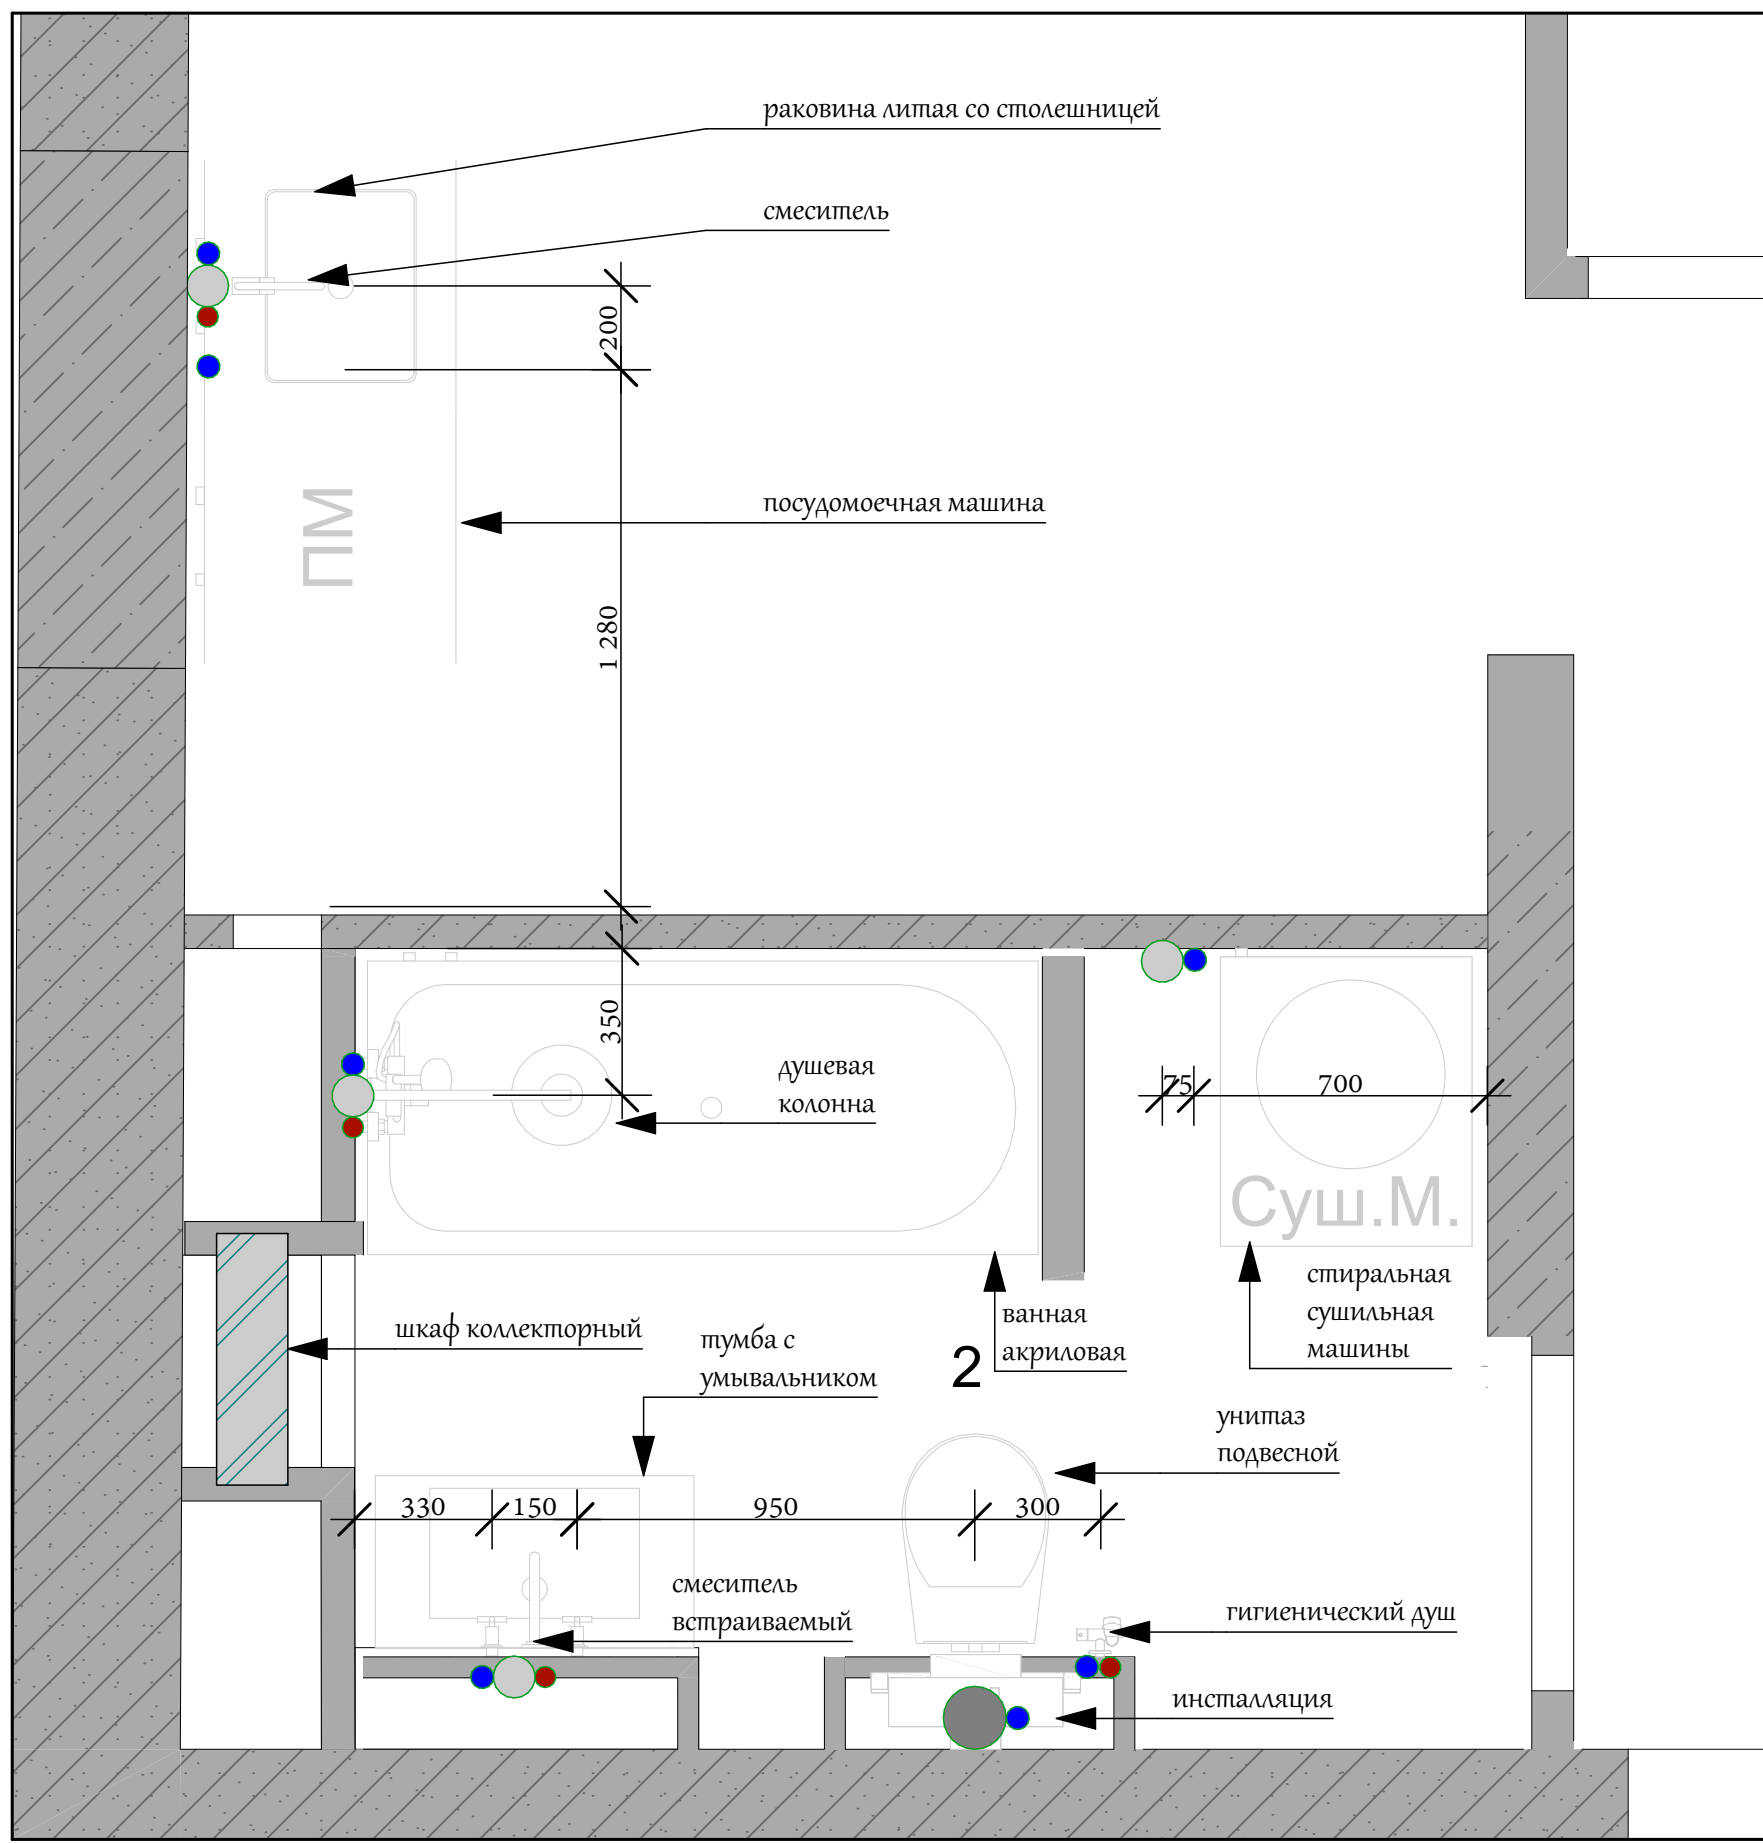 раковина литая со столешницей
смеситель
200
посудомоечная машина
ПМ
1 280
350
душевая
колонна
75
700
Суш.М.
стиральная
сушильная
машины
ванная
акриловая
2
шкаф коллекторный
тумба с
умывальником
унитаз
подвесной
330
150
950
300
смеситель
встраиваемый
гигиенический душ
инсталляция